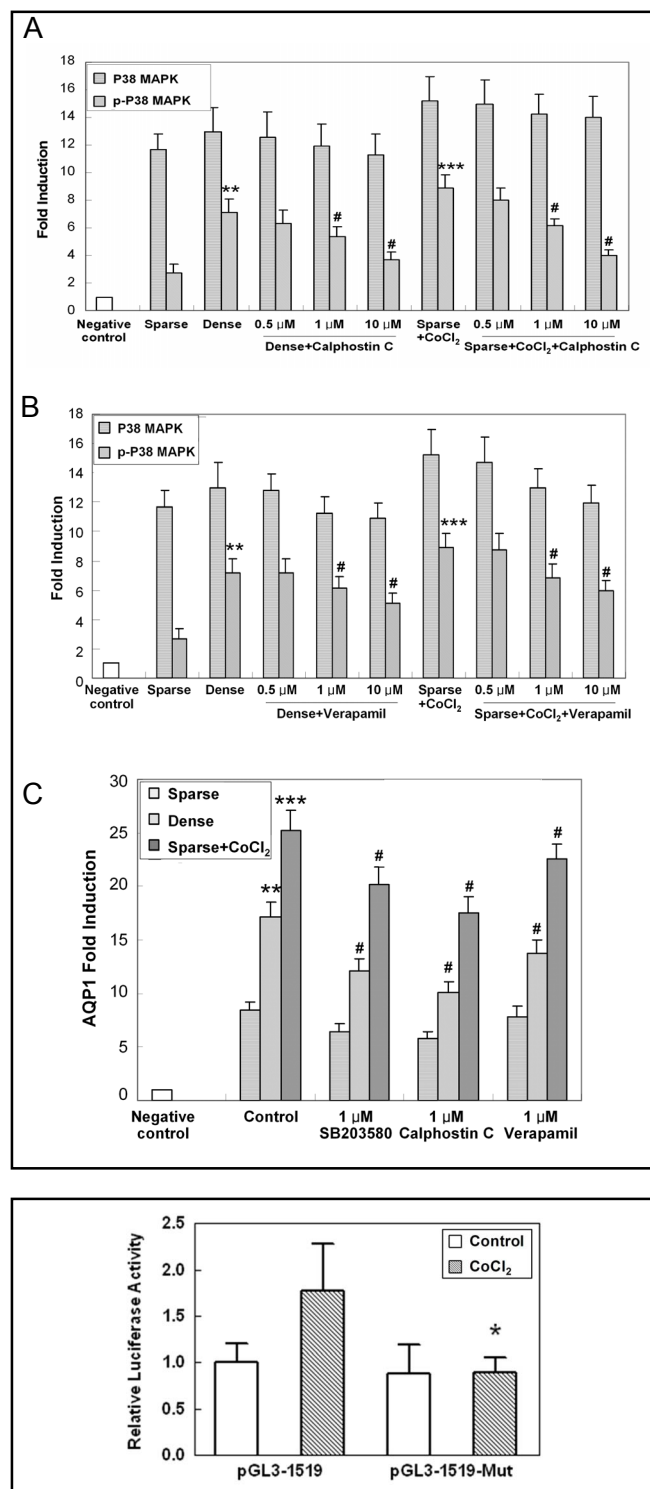 A
P38 MAPK
p-P38 MAPK
Fold Induction
18
16
14
12
10
8
6
4
2
0
**
#
#
***
#
#
Negative control
Sparse
Dense
0.5 µM
1 µM
10 µM
Sparse +CoCl₂
0.5 µM
1 µM
10 µM
Dense+Calphostin C
Sparse+CoCl₂+Calphostin C
B
P38 MAPK
p-P38 MAPK
Fold Induction
18
16
14
12
10
8
6
4
2
0
**
#
#
***
#
#
Negative control
Sparse
Dense
0.5 µM
1 µM
10 µM
Sparse +CoCl₂
0.5 µM
1 µM
10 µM
Dense+Verapamil
Sparse+CoCl₂+Verapamil
C
Sparse
Dense
Sparse+CoCl₂
AQP1 Fold Induction
30
25
20
15
10
5
0
**
***
#
#
#
#
#
#
Negative control
Control
1 µM SB203580
1 µM Calphostin C
1 µM Verapamil
Relative Luciferase Activity
2.5
2.0
1.5
1.0
0.5
0.0
Control
CoCl₂
*
pGL3-1519
pGL3-1519-Mut